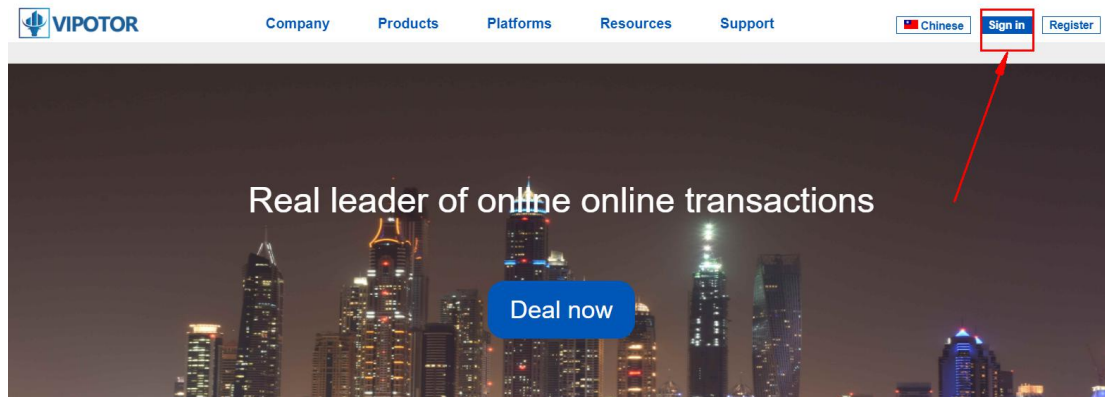 VIPOTOR Company Products Platforms Resources Support Chinese Sign in Register
Real leader of online online transactions
Deal now